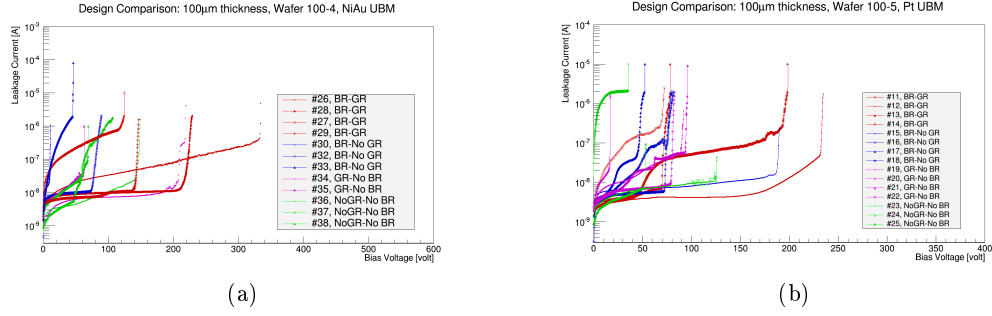 Design Comparison: 100μm thickness, Wafer 100-4, NiAu UBM
Leakage Current [A]
10⁻³
10⁻⁴
10⁻⁵
10⁻⁶
10⁻⁷
10⁻⁸
10⁻⁹
0 100 200 300 400 500 600
Bias Voltage [volt]
#26, BR-GR
#28, BR-GR
#27, BR-GR
#29, BR-GR
#30, BR-No GR
#32, BR-No GR
#33, BR-No GR
#34, GR-No BR
#35, GR-No BR
#36, NoGR-No BR
#37, NoGR-No BR
#38, NoGR-No BR
(a)
Design Comparison: 100μm thickness, Wafer 100-5, Pt UBM
Leakage Current [A]
10⁻⁴
10⁻⁵
10⁻⁶
10⁻⁷
10⁻⁸
10⁻⁹
0 50 100 150 200 250 300 350 400
Bias Voltage [volt]
#11, BR-GR
#12, BR-GR
#13, BR-GR
#14, BR-GR
#15, BR-No GR
#16, BR-No GR
#17, BR-No GR
#18, BR-No GR
#19, GR-No BR
#20, GR-No BR
#21, GR-No BR
#22, GR-No BR
#23, NoGR-No BR
#24, NoGR-No BR
#25, NoGR-No BR
(b)